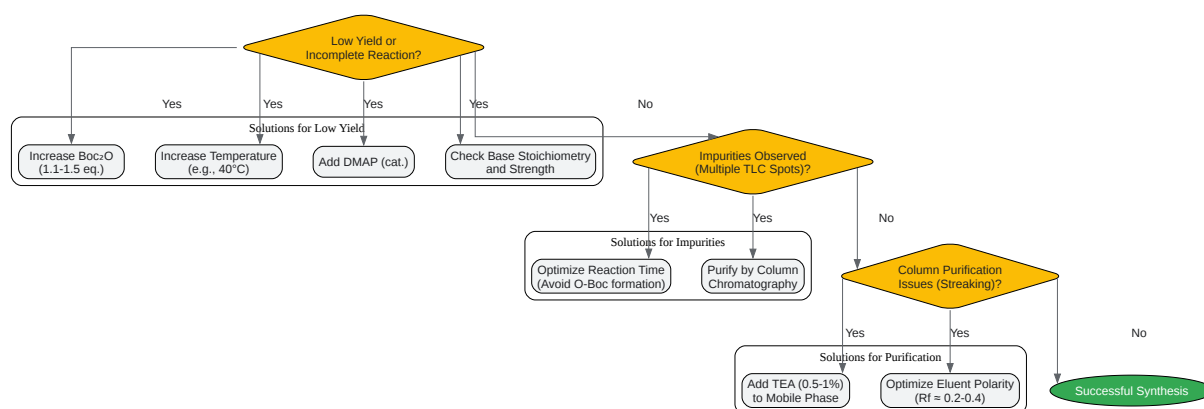 Low Yield or
Incomplete Reaction?
Yes
Yes
Yes
Yes
No
Solutions for Low Yield
Increase Boc₂O
(1.1-1.5 eq.)
Increase Temperature
(e.g., 40°C)
Add DMAP (cat.)
Check Base Stoichiometry
and Strength
Impurities Observed
(Multiple TLC Spots)?
Yes
Yes
No
Solutions for Impurities
Optimize Reaction Time
(Avoid O-Boc formation)
Purify by Column
Chromatography
Column Purification
Issues (Streaking)?
Yes
Yes
No
Solutions for Purification
Add TEA (0.5-1%)
to Mobile Phase
Optimize Eluent Polarity
(Rf ≈ 0.2-0.4)
Successful Synthesis